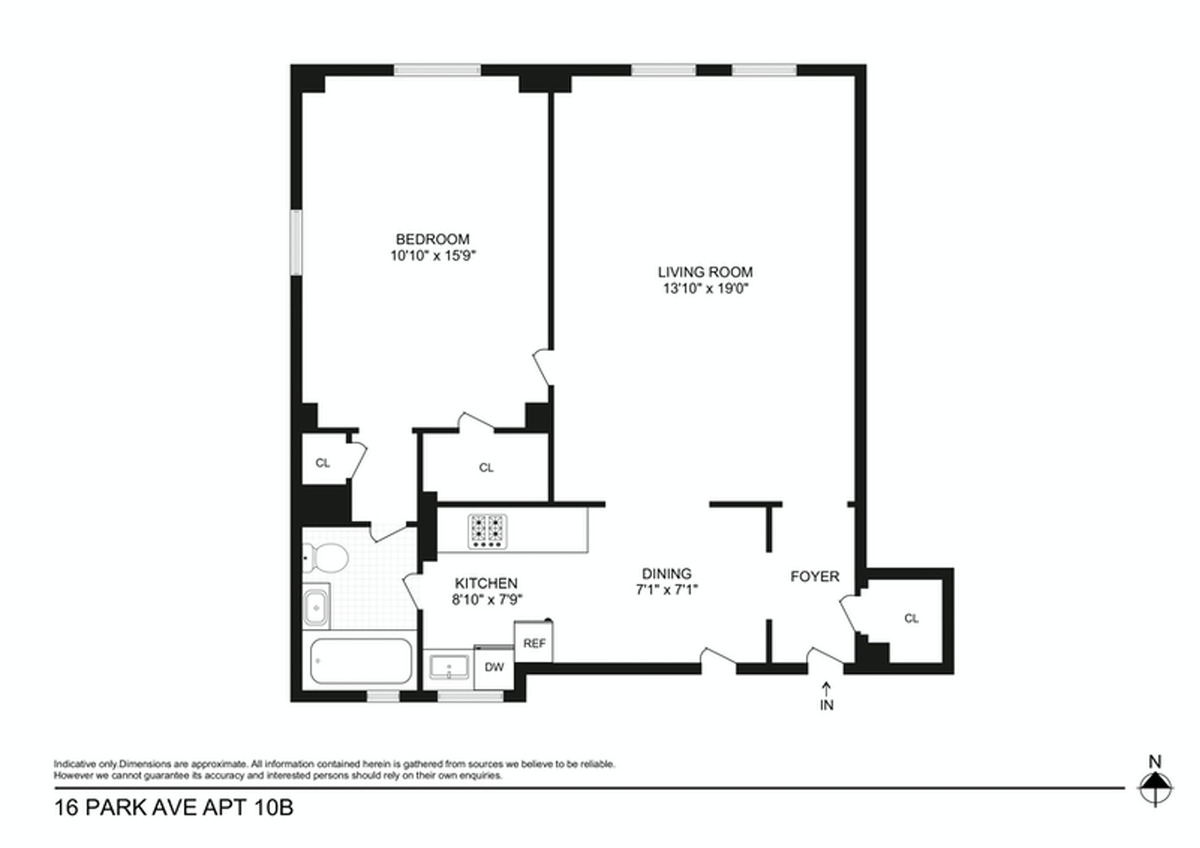 BEDROOM
10'10" x 15'9"
LIVING ROOM
13'10" x 19'0"
CL
CL
KITCHEN
8'10" x 7'9"
DINING
7'1" x 7'1"
FOYER
CL
REF
DW
IN
Indicative only.Dimensions are approximate. All information contained herein is gathered from sources we believe to be reliable.
However we cannot guarantee its accuracy and interested persons should rely on their own enquiries.
N
16 PARK AVE APT 10B